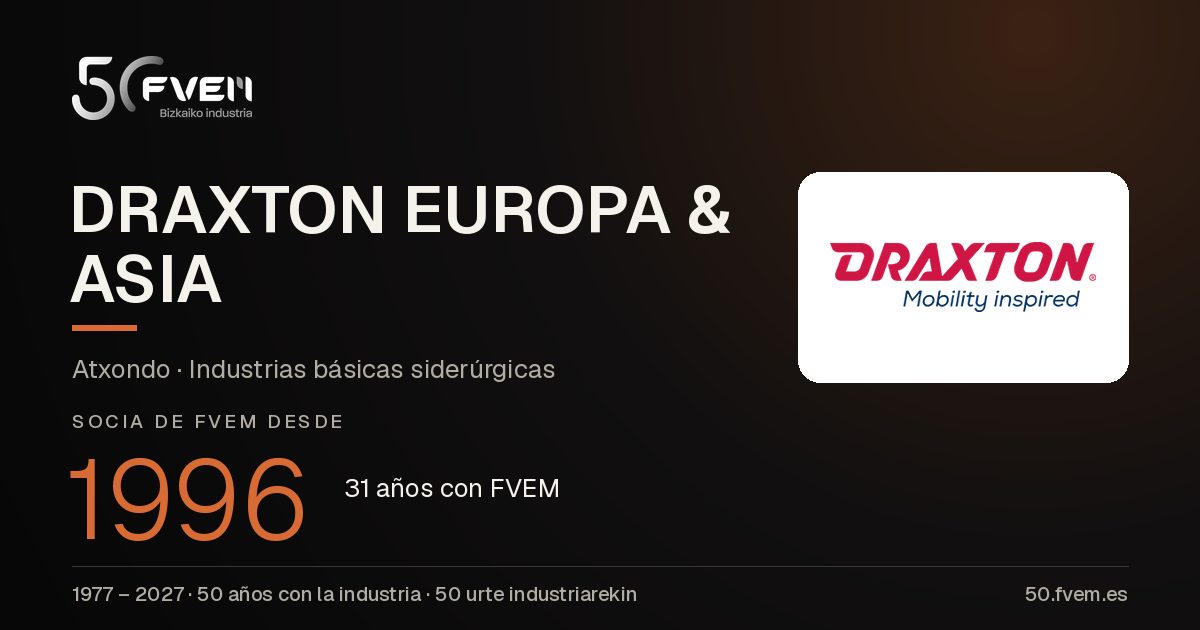 50 FVEM
Bizkaiko industria
DRAXTON EUROPA &
ASIA
DRAXTON®
Mobility inspired
Atxondo · Industrias básicas siderúrgicas
SOCIA DE FVEM DESDE
1996
31 años con FVEM
1977 – 2027 · 50 años con la industria · 50 urte industriarekin
50.fvem.es